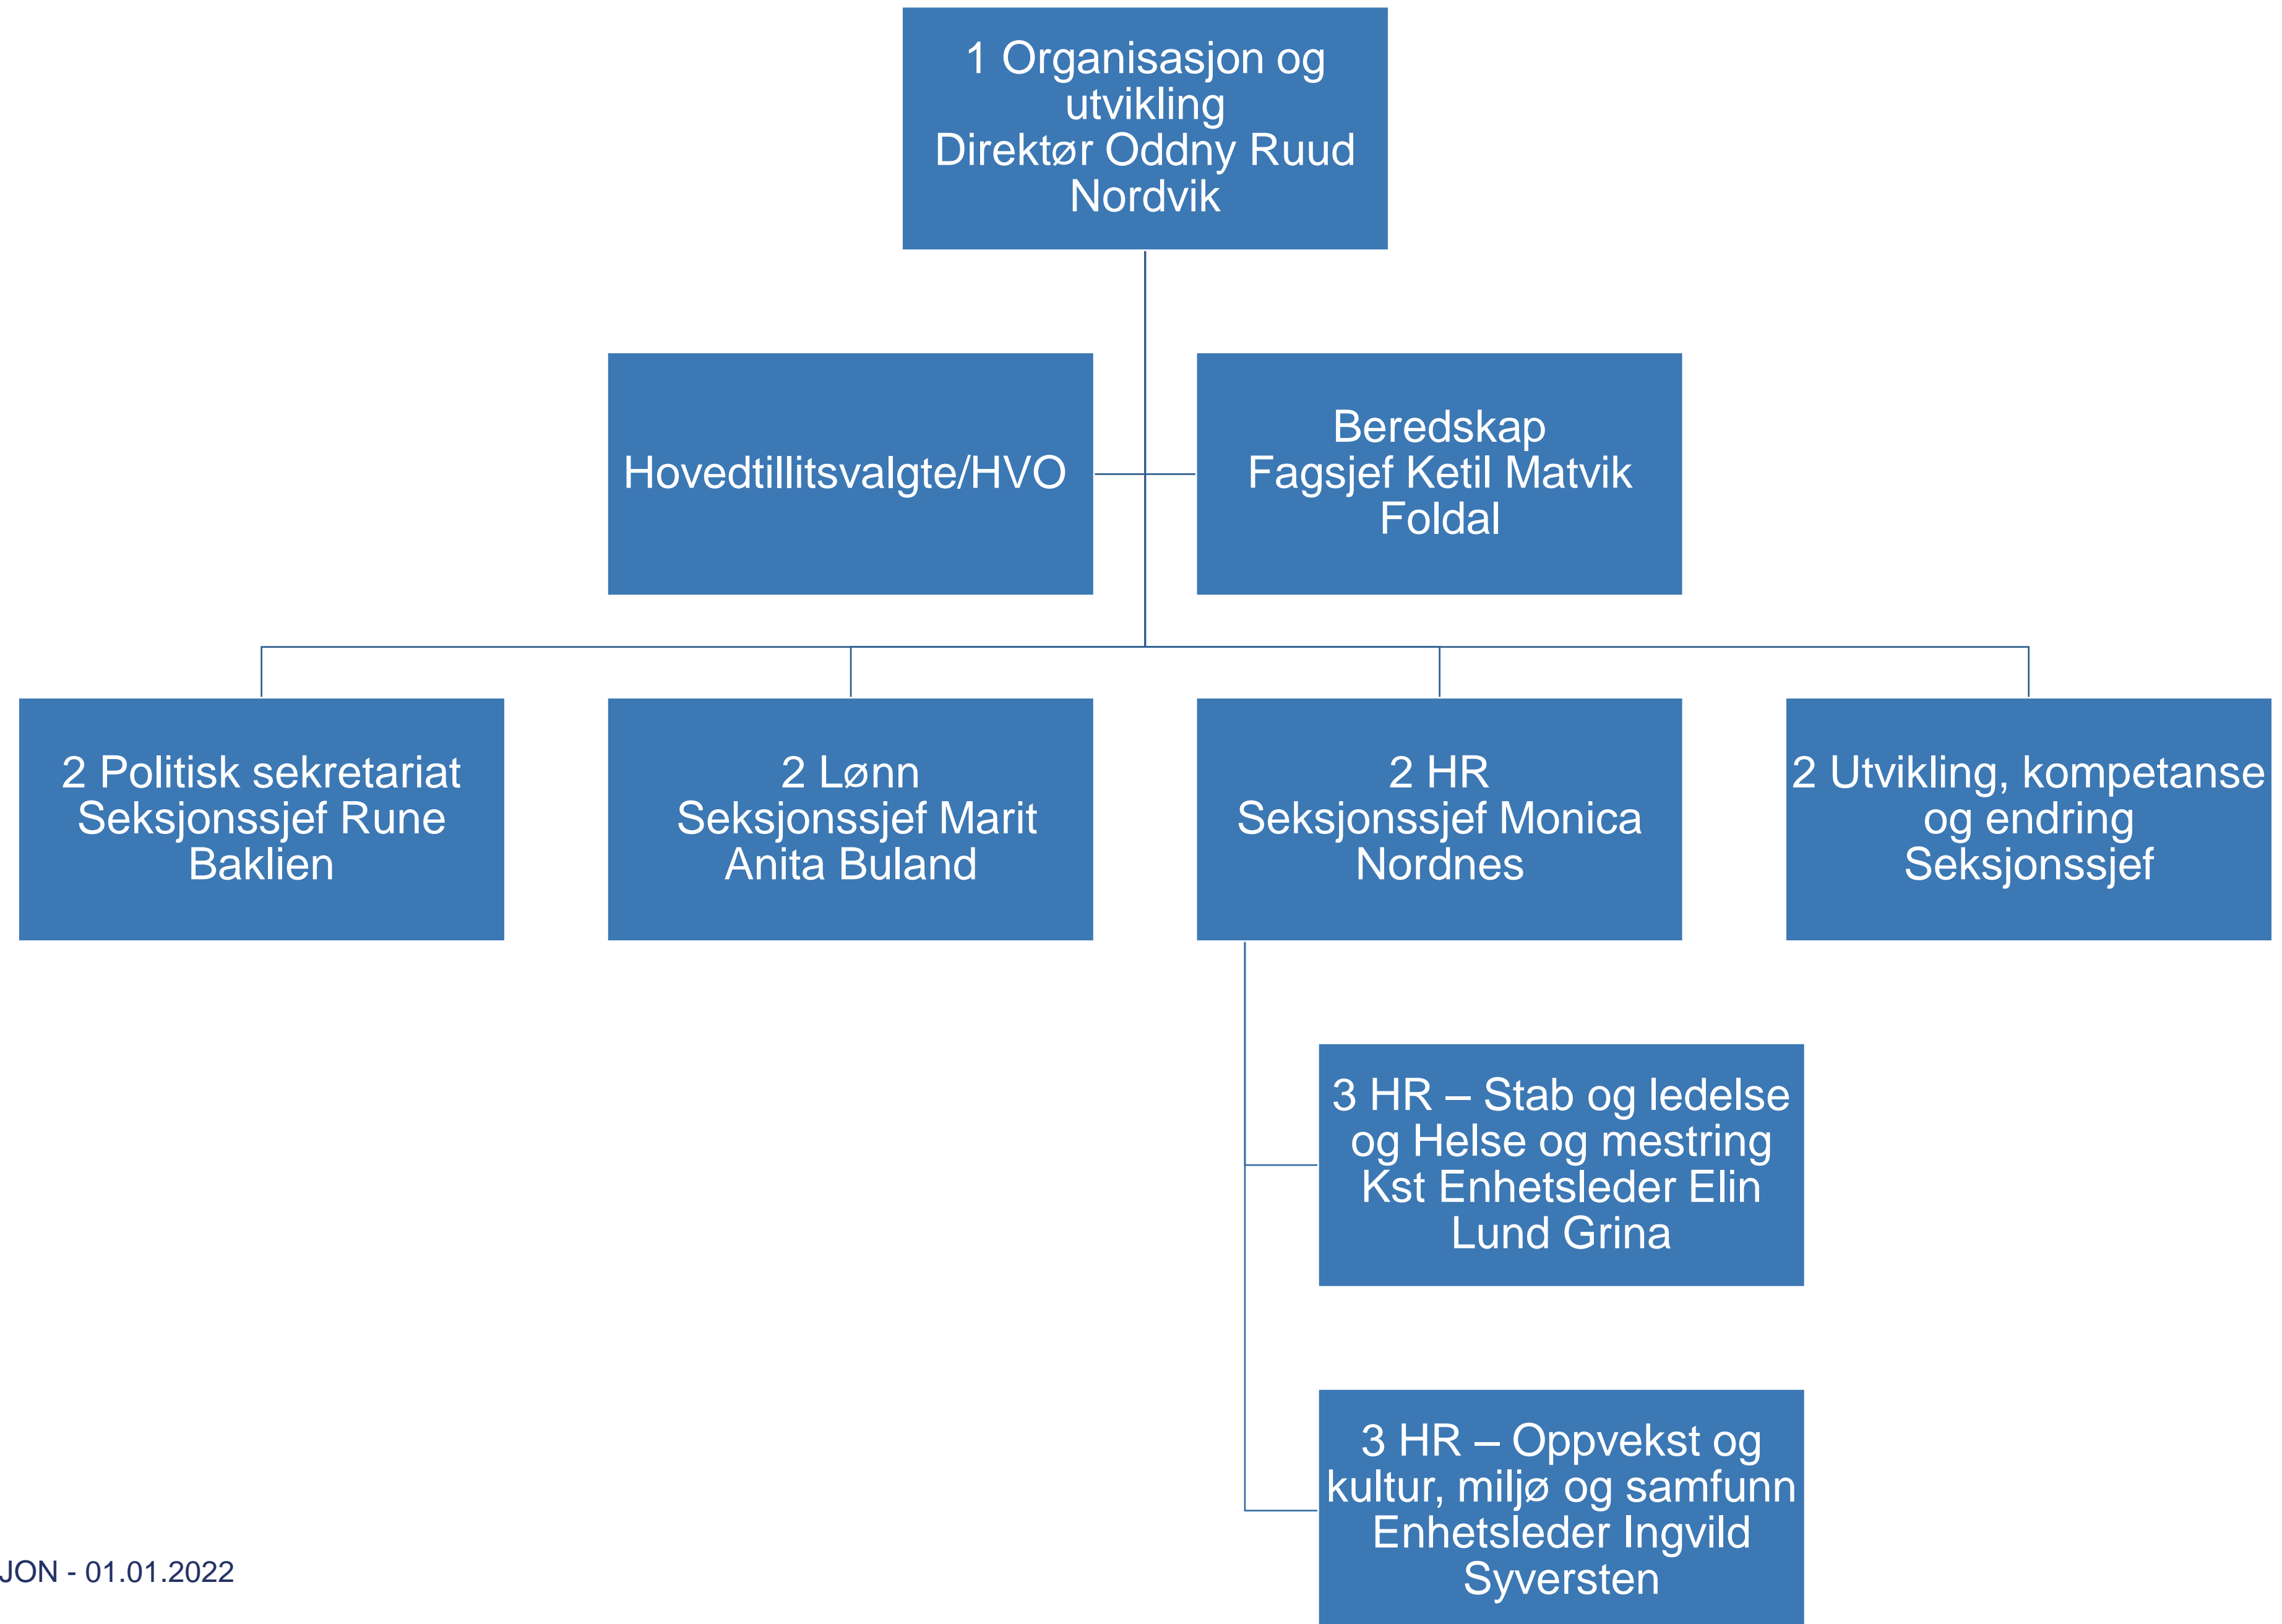 1 Organisasjon og
utvikling
Direktør Oddny Ruud
Nordvik
Hovedtillitsvalgte/HVO
Beredskap
Fagsjef Ketil Matvik
Foldal
2 Politisk sekretariat
Seksjonssjef Rune
Baklien
2 Lønn
Seksjonssjef Marit
Anita Buland
2 HR
Seksjonssjef Monica
Nordnes
2 Utvikling, kompetanse
og endring
Seksjonssjef
3 HR – Stab og ledelse
og Helse og mestring
Kst Enhetsleder Elin
Lund Grina
3 HR – Oppvekst og
kultur, miljø og samfunn
Enhetsleder Ingvild
Syversten
JON - 01.01.2022